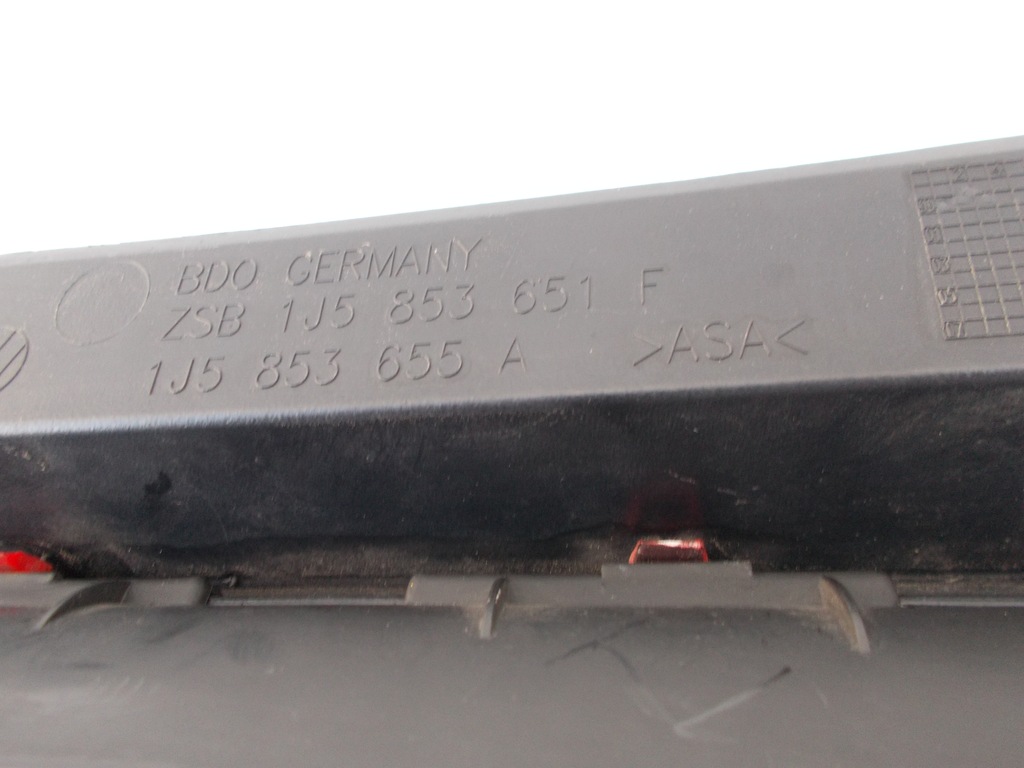 BDO GERMANY
ZSB 1J5 853 651 F
1J5 853 655 A >ASA<